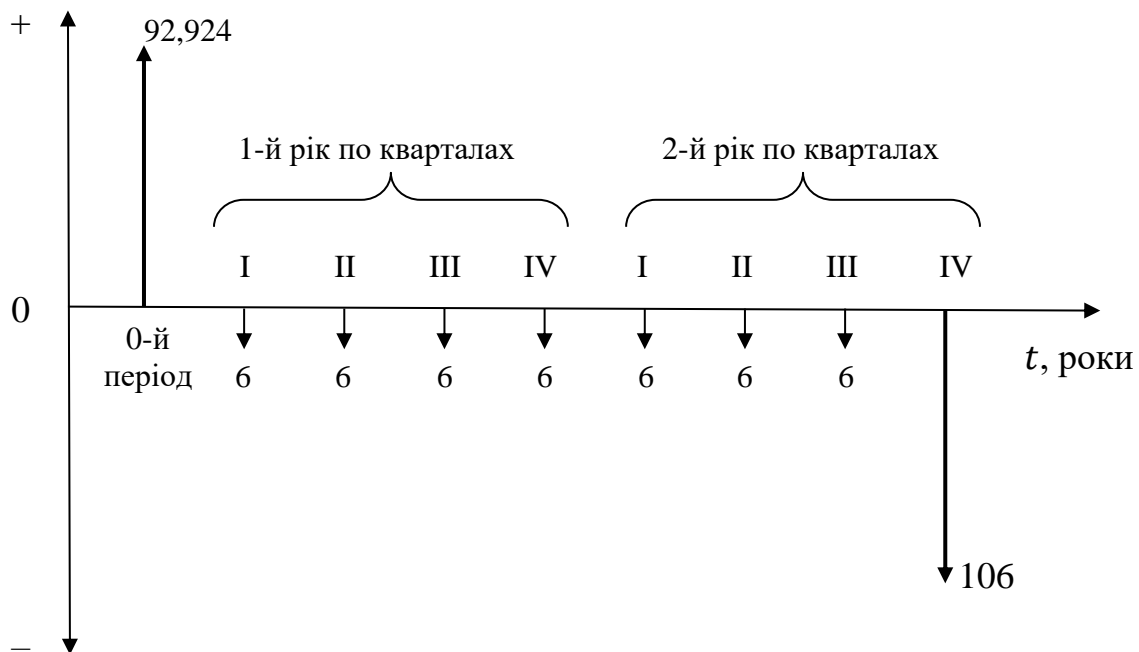 +
92,924
1-й рік по кварталах
2-й рік по кварталах
I II III IV I II III IV
0
0-й
період
t, роки
6 6 6 6 6 6 6
106
−